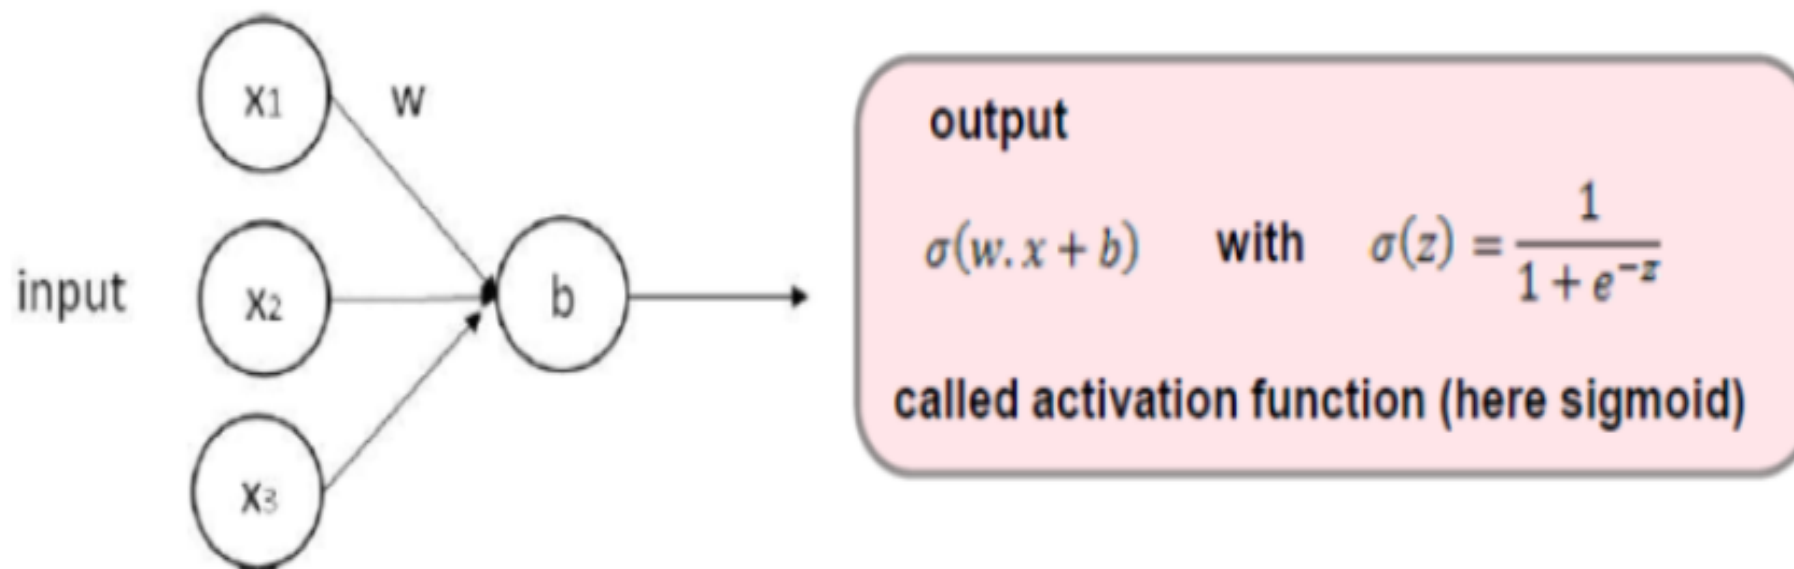 x1
w
input
x2
b
x3
output
σ(w.x + b) with σ(z) = 1 / (1 + e^−z)
called activation function (here sigmoid)